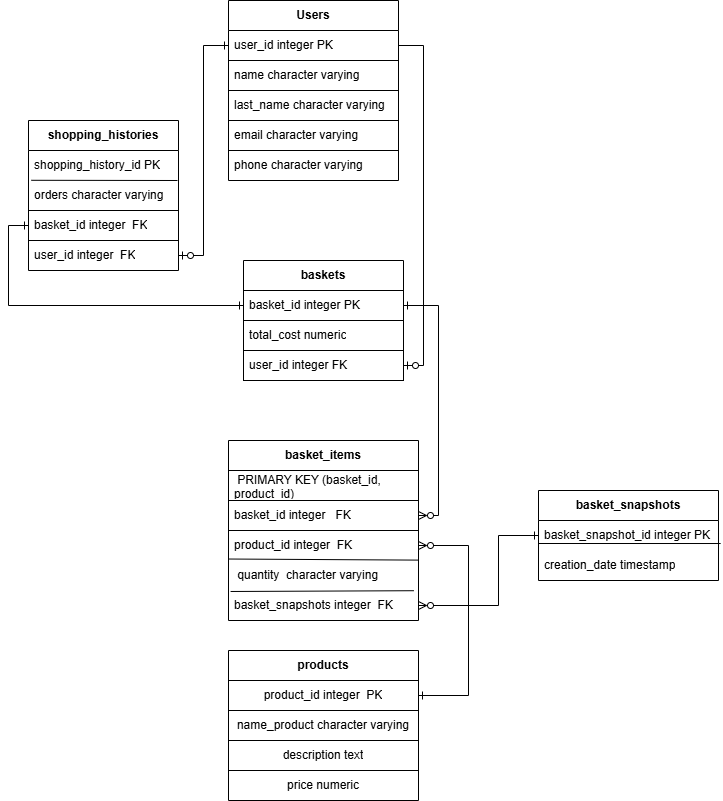 Users
user_id integer PK
name character varying
last_name character varying
email character varying
phone character varying
shopping_histories
shopping_history_id PK
orders character varying
basket_id integer  FK
user_id integer  FK
baskets
basket_id integer PK
total_cost numeric
user_id integer FK
basket_items
PRIMARY KEY (basket_id,
product_id)
basket_id integer   FK
product_id integer  FK
quantity  character varying
basket_snapshots integer  FK
basket_snapshots
basket_snapshot_id integer PK
creation_date timestamp
products
product_id integer  PK
name_product character varying
description text
price numeric